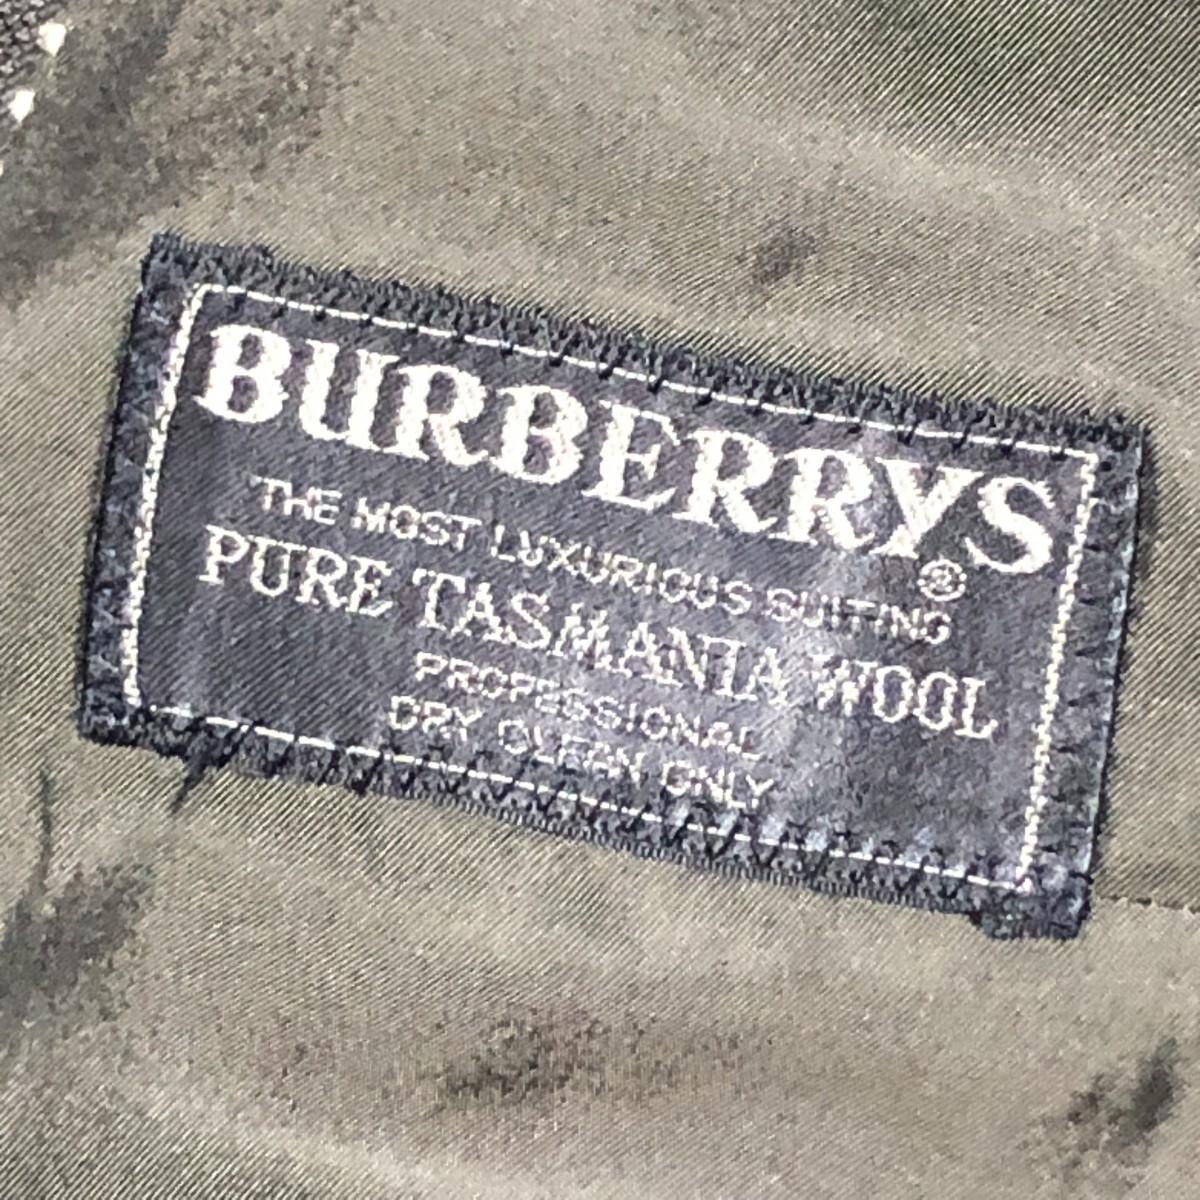 BURBERRYS
®
THE MOST LUXURIOUS SUITING
PURE TASMANIA WOOL
PROFESSIONAL
DRY CLEAN ONLY